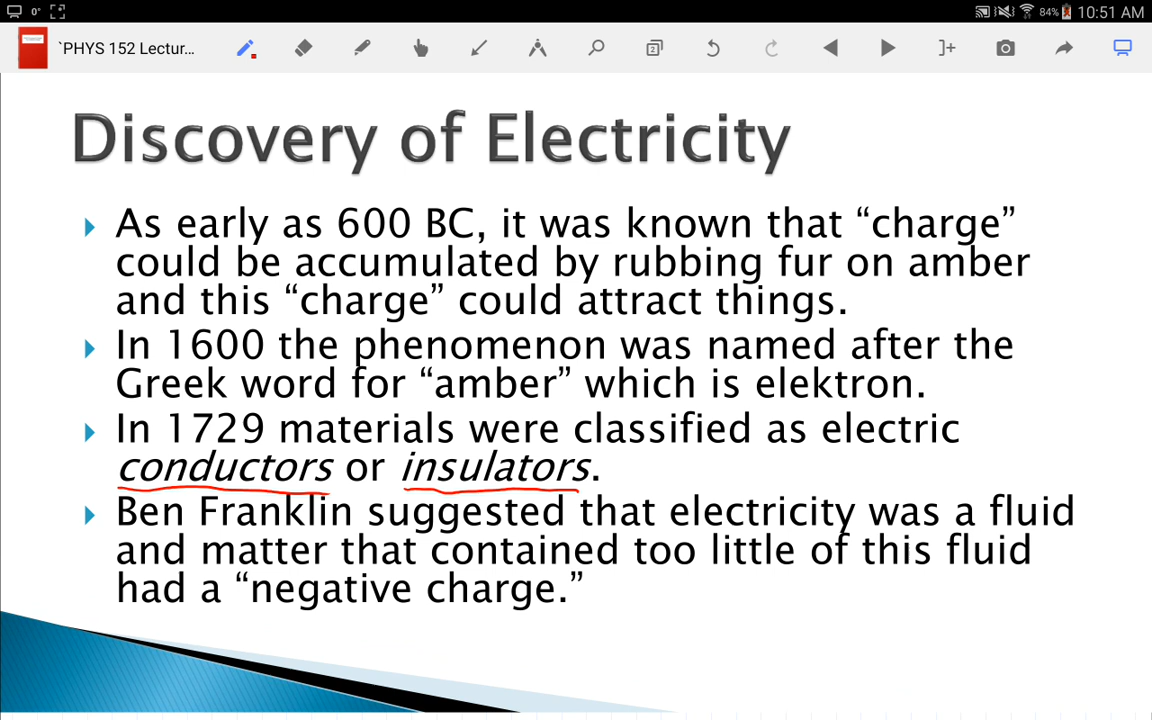 0° 84% 10:51 AM
`PHYS 152 Lectur... 2
Discovery of Electricity
As early as 600 BC, it was known that “charge”
could be accumulated by rubbing fur on amber
and this “charge” could attract things.
In 1600 the phenomenon was named after the
Greek word for “amber” which is elektron.
In 1729 materials were classified as electric
conductors or insulators.
Ben Franklin suggested that electricity was a fluid
and matter that contained too little of this fluid
had a “negative charge.”